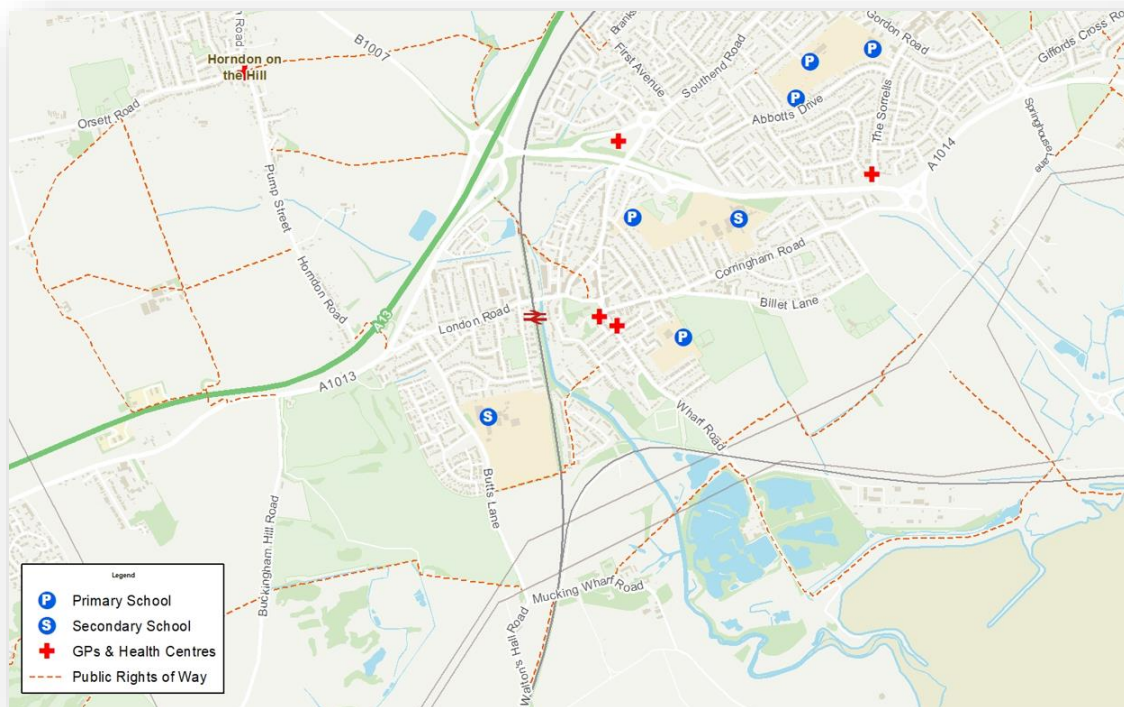 Road
B1007
Horndon on
the Hill
Orsett Road
Pump Street
Horndon Road
A13
A1013
London Road
First Avenue
Southend Road
Gordon Road
Giffords Cross Road
Abbotts Drive
The Sorrells
Springhouse Lane
A1014
P
P
P
P
S
Corringham Road
Billet Lane
P
S
Wharf Road
Butts Lane
Buckingham Hill Road
Mucking Wharf Road
Walton's Hall Road
Legend
P Primary School
S Secondary School
GPs & Health Centres
Public Rights of Way